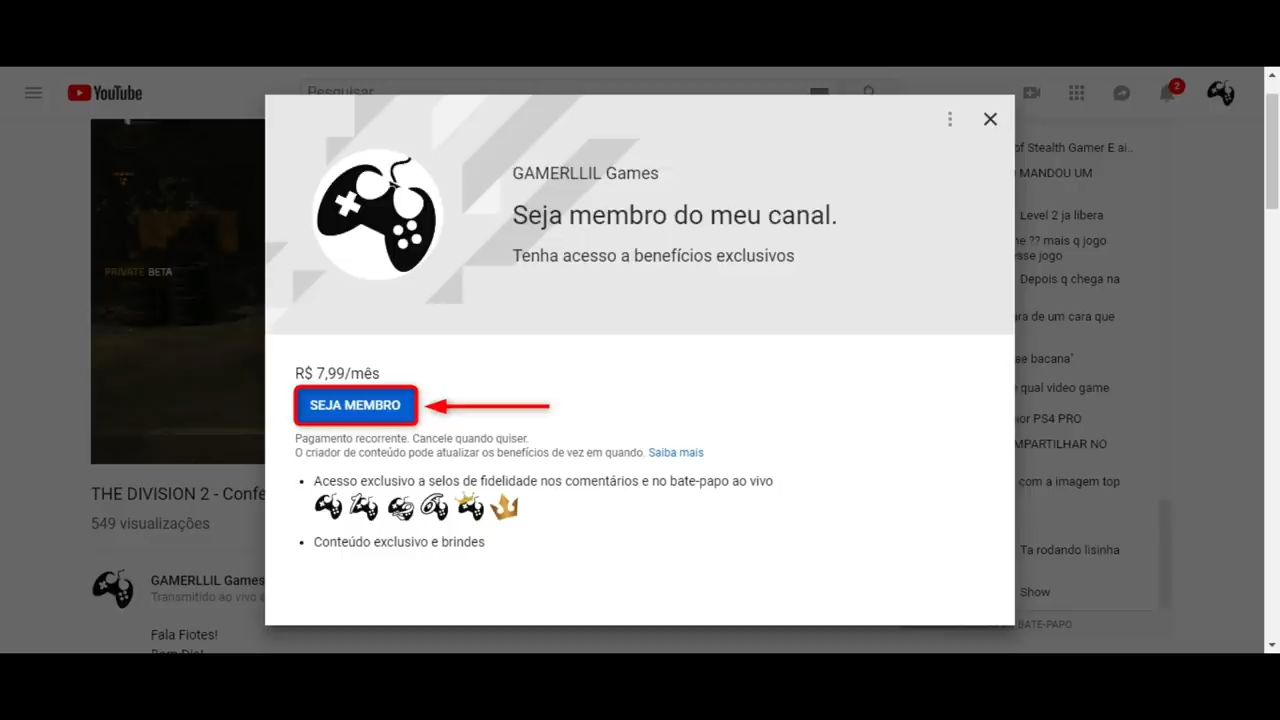 YouTube
Pesquisar
2
GAMERLLIL Games
Seja membro do meu canal.
Tenha acesso a benefícios exclusivos
R$ 7,99/mês
SEJA MEMBRO
Pagamento recorrente. Cancele quando quiser.
O criador de conteúdo pode atualizar os benefícios de vez em quando. Saiba mais
• Acesso exclusivo a selos de fidelidade nos comentários e no bate-papo ao vivo
• Conteúdo exclusivo e brindes
PRIVATE BETA
THE DIVISION 2 -
549 visualizações
GAMERLLIL Games
Transmitido ao vivo
Fala Fiotes!
of Stealth Gamer E ai..
MANDOU UM
Level 2 ja libera
?? mais q jogo
esse jogo
Depois q chega na
de um cara que
bacana"
qual video game
PS4 PRO
NO
com a imagem top
Ta rodando lisinha
Show
BATE-PAPO